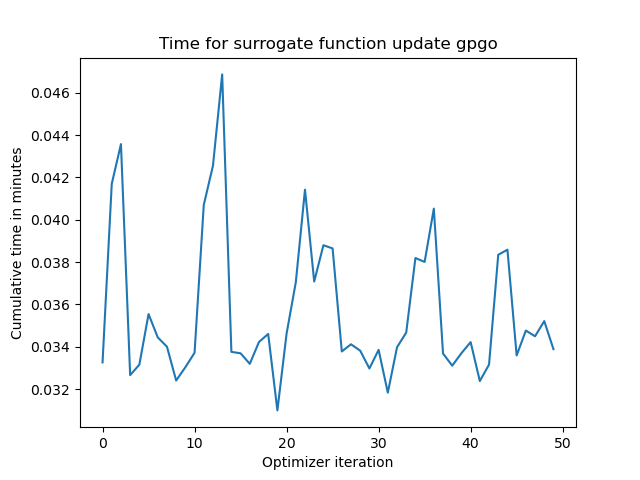 Time for surrogate function update gpgo
Cumulative time in minutes
0.046
0.044
0.042
0.040
0.038
0.036
0.034
0.032
0 10 20 30 40 50
Optimizer iteration